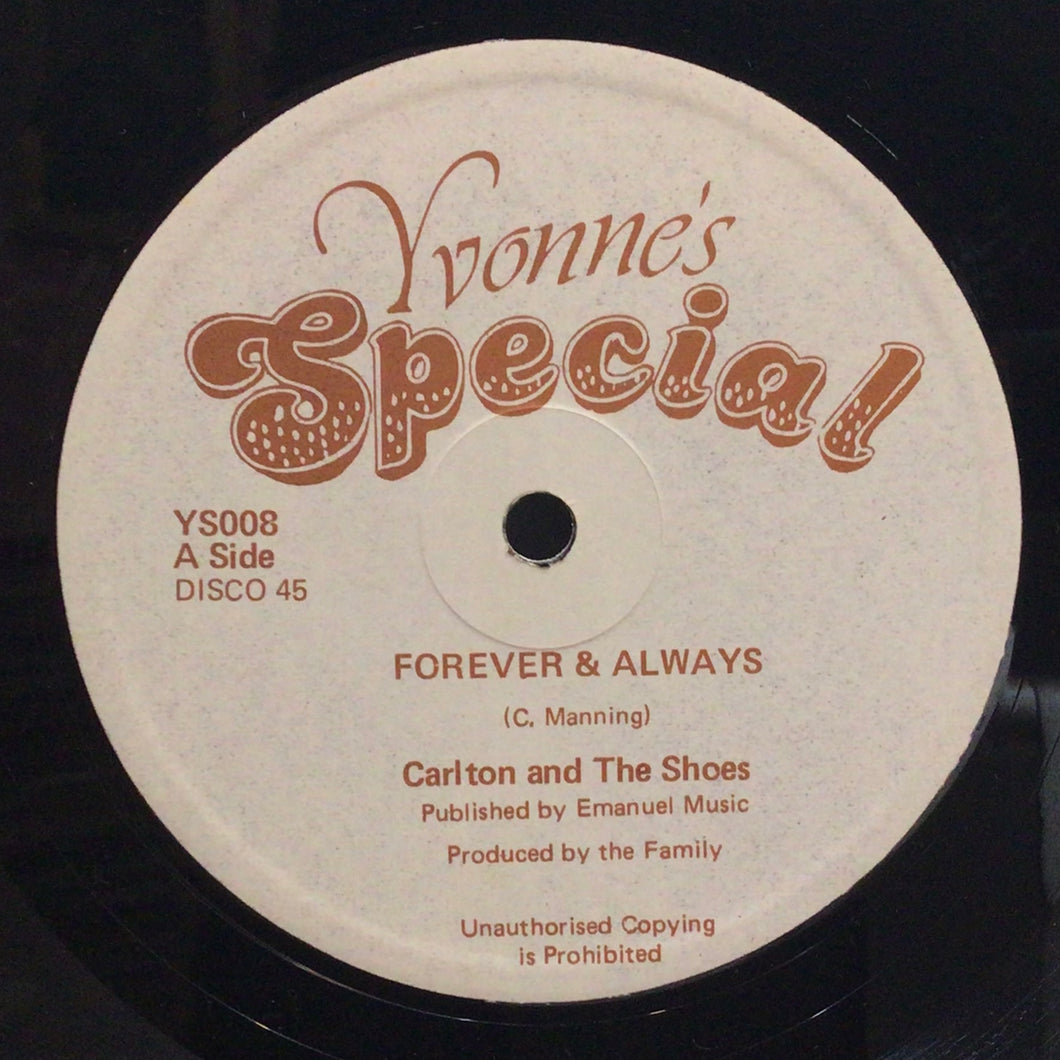 Yvonne's
Special
YS008
A Side
DISCO 45
FOREVER & ALWAYS
(C. Manning)
Carlton and The Shoes
Published by Emanuel Music
Produced by the Family
Unauthorised Copying
is Prohibited